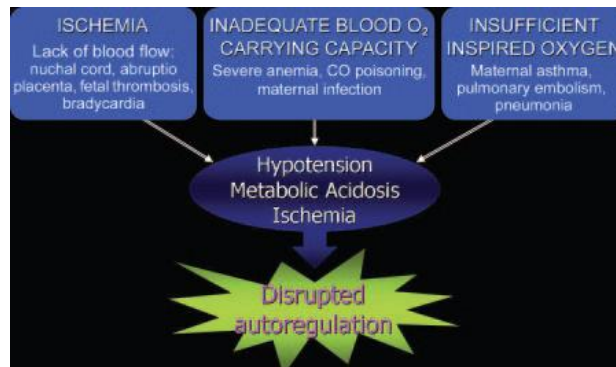 ISCHEMIA
Lack of blood flow:
nuchal cord, abruptio
placenta, fetal thrombosis,
bradycardia
INADEQUATE BLOOD O₂
CARRYING CAPACITY
Severe anemia, CO poisoning,
maternal infection
INSUFFICIENT
INSPIRED OXYGEN
Maternal asthma,
pulmonary embolism,
pneumonia
Hypotension
Metabolic Acidosis
Ischemia
Disrupted
autoregulation